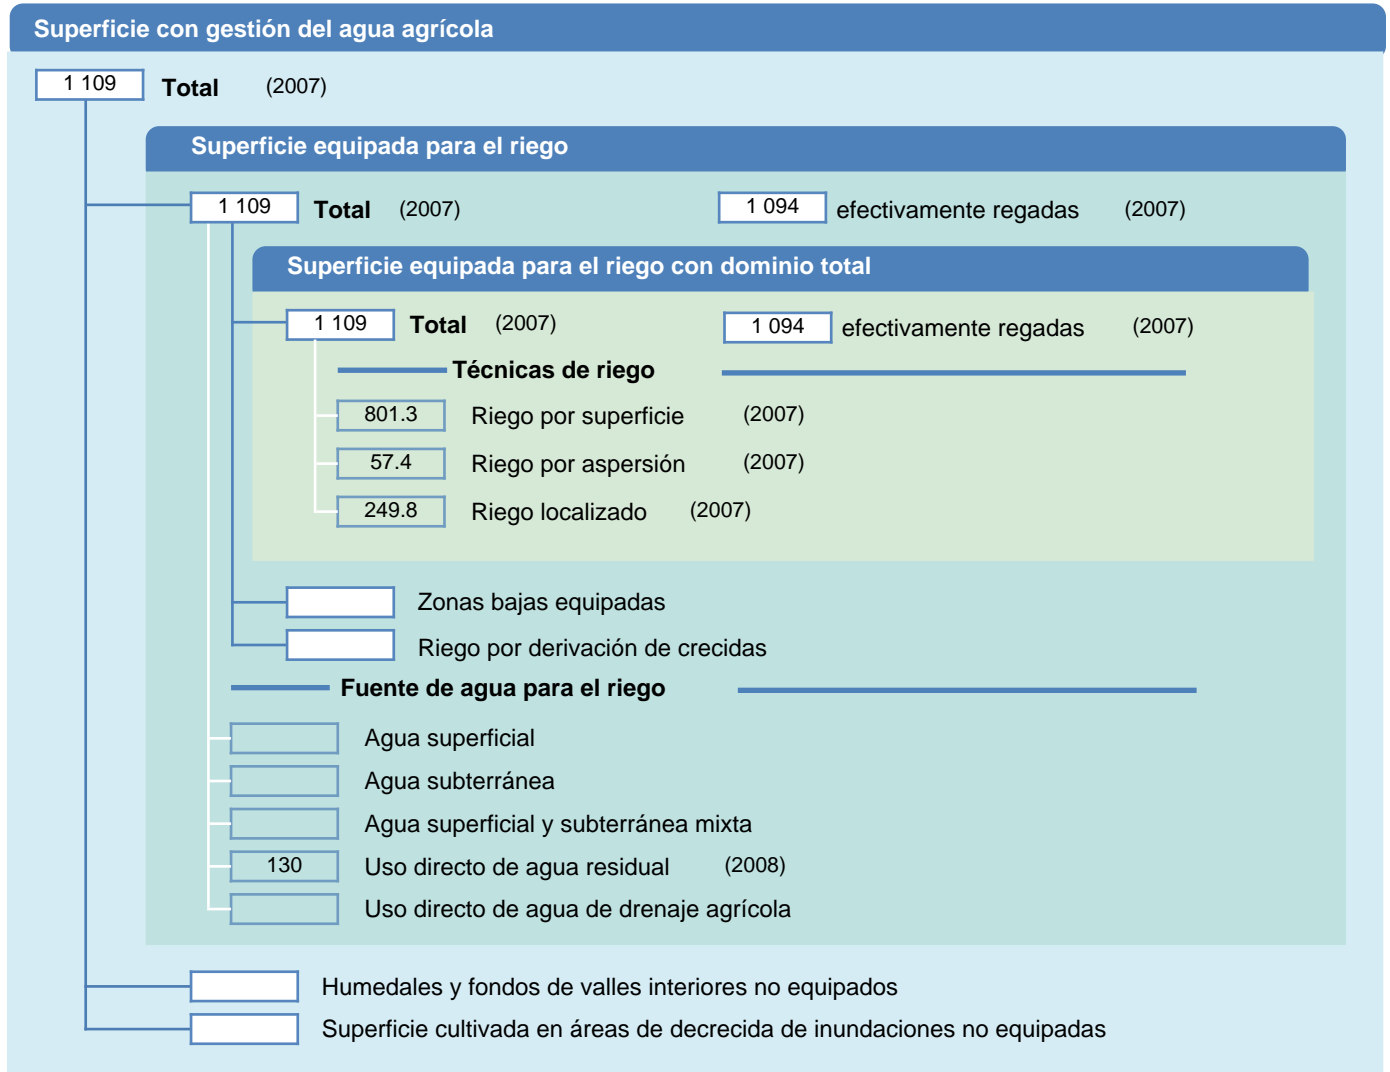 Superficie con gestión del agua agrícola
1 109 Total (2007)
Superficie equipada para el riego
1 109 Total (2007) 1 094 efectivamente regadas (2007)
Superficie equipada para el riego con dominio total
1 109 Total (2007) 1 094 efectivamente regadas (2007)
Técnicas de riego
801.3 Riego por superficie (2007)
57.4 Riego por aspersión (2007)
249.8 Riego localizado (2007)
Zonas bajas equipadas
Riego por derivación de crecidas
Fuente de agua para el riego
Agua superficial
Agua subterránea
Agua superficial y subterránea mixta
130 Uso directo de agua residual (2008)
Uso directo de agua de drenaje agrícola
Humedales y fondos de valles interiores no equipados
Superficie cultivada en áreas de decrecida de inundaciones no equipadas